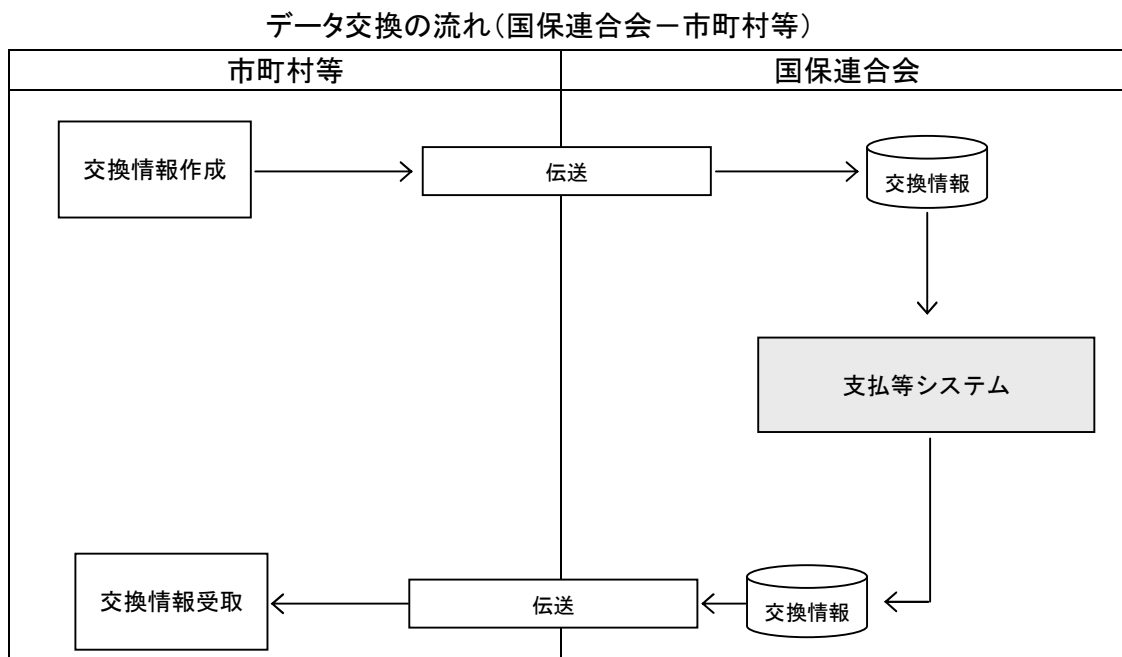 データ交換の流れ（国保連合会－市町村等）
市町村等
国保連合会
交換情報作成
伝送
交換情報
支払等システム
交換情報受取
伝送
交換情報